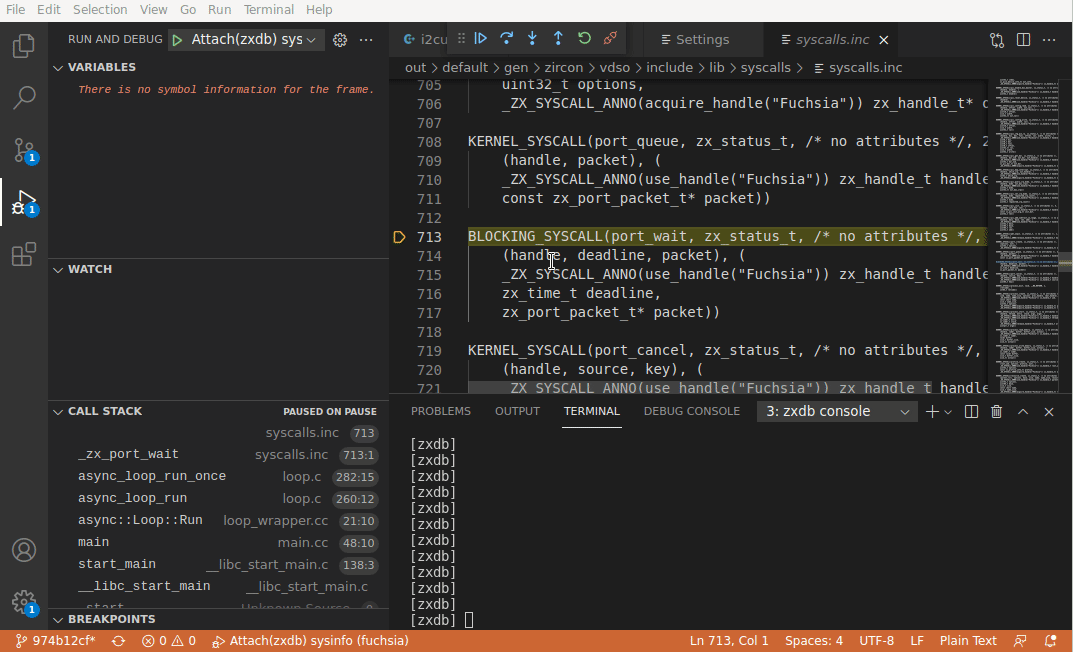 File Edit Selection View Go Run Terminal Help
RUN AND DEBUG Attach(zxdb) sys
i2cu Settings syscalls.inc
out > default > gen > zircon > vdso > include > lib > syscalls > syscalls.inc
VARIABLES
There is no symbol information for the frame.
WATCH
CALL STACK PAUSED ON PAUSE
syscalls.inc 713
_zx_port_wait syscalls.inc 713:1
async_loop_run_once loop.c 282:15
async_loop_run loop.c 260:12
async::Loop::Run loop_wrapper.cc 21:10
main main.cc 48:10
start_main __libc_start_main.c 138:3
__libc_start_main __libc_start_main.c
_start Unknown Source 0
BREAKPOINTS
1
1
1
705 uint32_t options,
706 _ZX_SYSCALL_ANNO(acquire_handle("Fuchsia")) zx_handle_t*
707
708 KERNEL_SYSCALL(port_queue, zx_status_t, /* no attributes */, 2
709 (handle, packet), (
710 _ZX_SYSCALL_ANNO(use_handle("Fuchsia")) zx_handle_t handle
711 const zx_port_packet_t* packet))
712
713 BLOCKING_SYSCALL(port_wait, zx_status_t, /* no attributes */,
714 (handle, deadline, packet), (
715 _ZX_SYSCALL_ANNO(use_handle("Fuchsia")) zx_handle_t handle
716 zx_time_t deadline,
717 zx_port_packet_t* packet))
718
719 KERNEL_SYSCALL(port_cancel, zx_status_t, /* no attributes */,
720 (handle, source, key), (
721 _ZX_SYSCALL_ANNO(use_handle("Fuchsia")) zx_handle_t handle
PROBLEMS OUTPUT TERMINAL DEBUG CONSOLE 3: zxdb console
[zxdb]
[zxdb]
[zxdb]
[zxdb]
[zxdb]
[zxdb]
[zxdb]
[zxdb]
[zxdb]
[zxdb]
[zxdb]
[zxdb]
974b12cf* 0 0 Attach(zxdb) sysinfo (fuchsia) Ln 713, Col 1 Spaces: 4 UTF-8 LF Plain Text